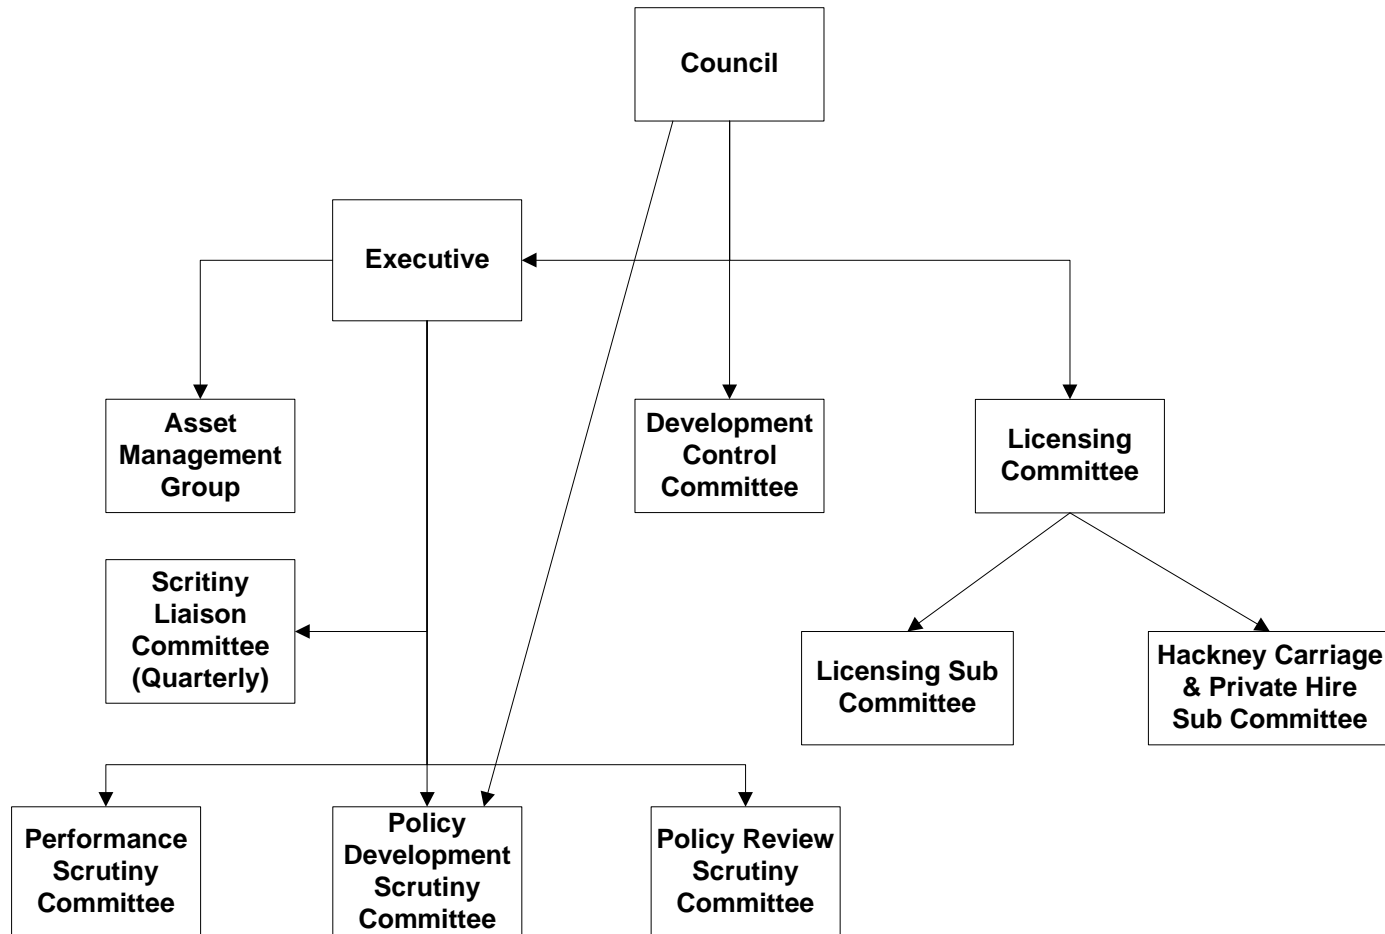 Council
Executive
Asset
Management
Group
Development
Control
Committee
Licensing
Committee
Scritiny
Liaison
Committee
(Quarterly)
Licensing Sub
Committee
Hackney Carriage
& Private Hire
Sub Committee
Performance
Scrutiny
Committee
Policy
Development
Scrutiny
Committee
Policy Review
Scrutiny
Committee